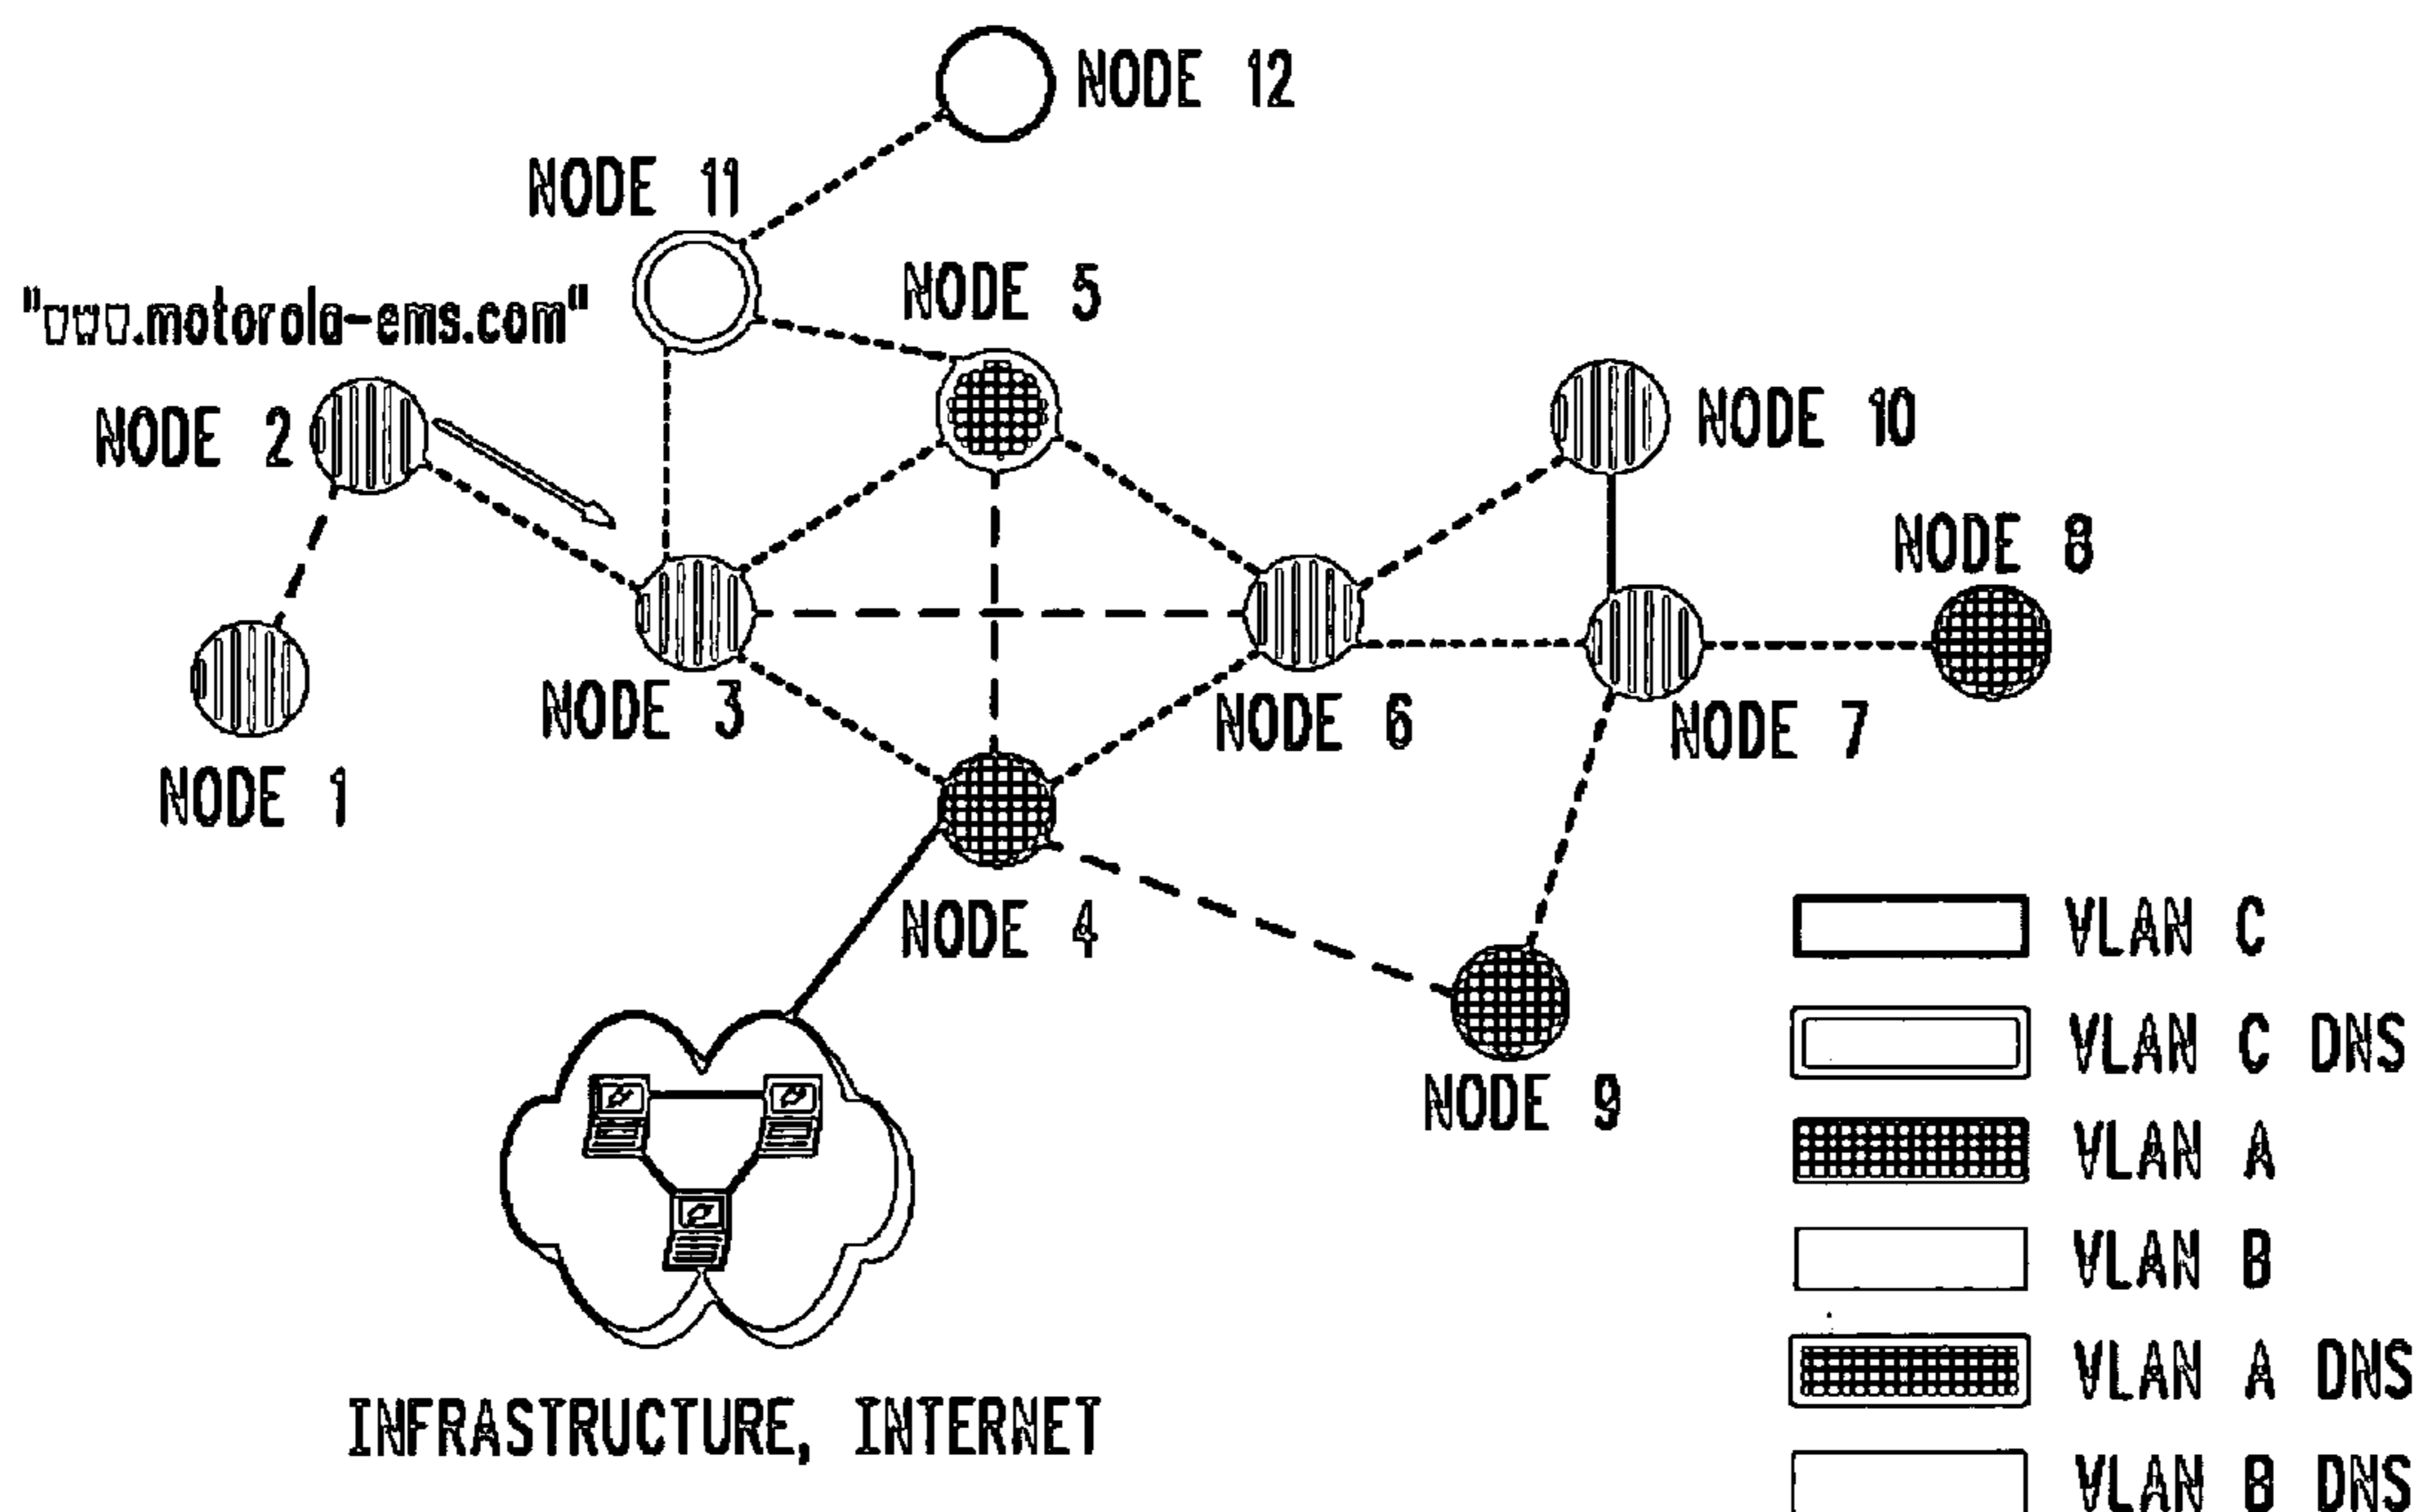 NODE 12
NODE 11
NODE 5
"www.motorola-ems.com"
NODE 2
NODE 10
NODE 8
NODE 3
NODE 6
NODE 7
NODE 1
NODE 4
NODE 9
VLAN C
VLAN C DNS
VLAN A
VLAN B
VLAN A DNS
VLAN B DNS
INFRASTRUCTURE, INTERNET